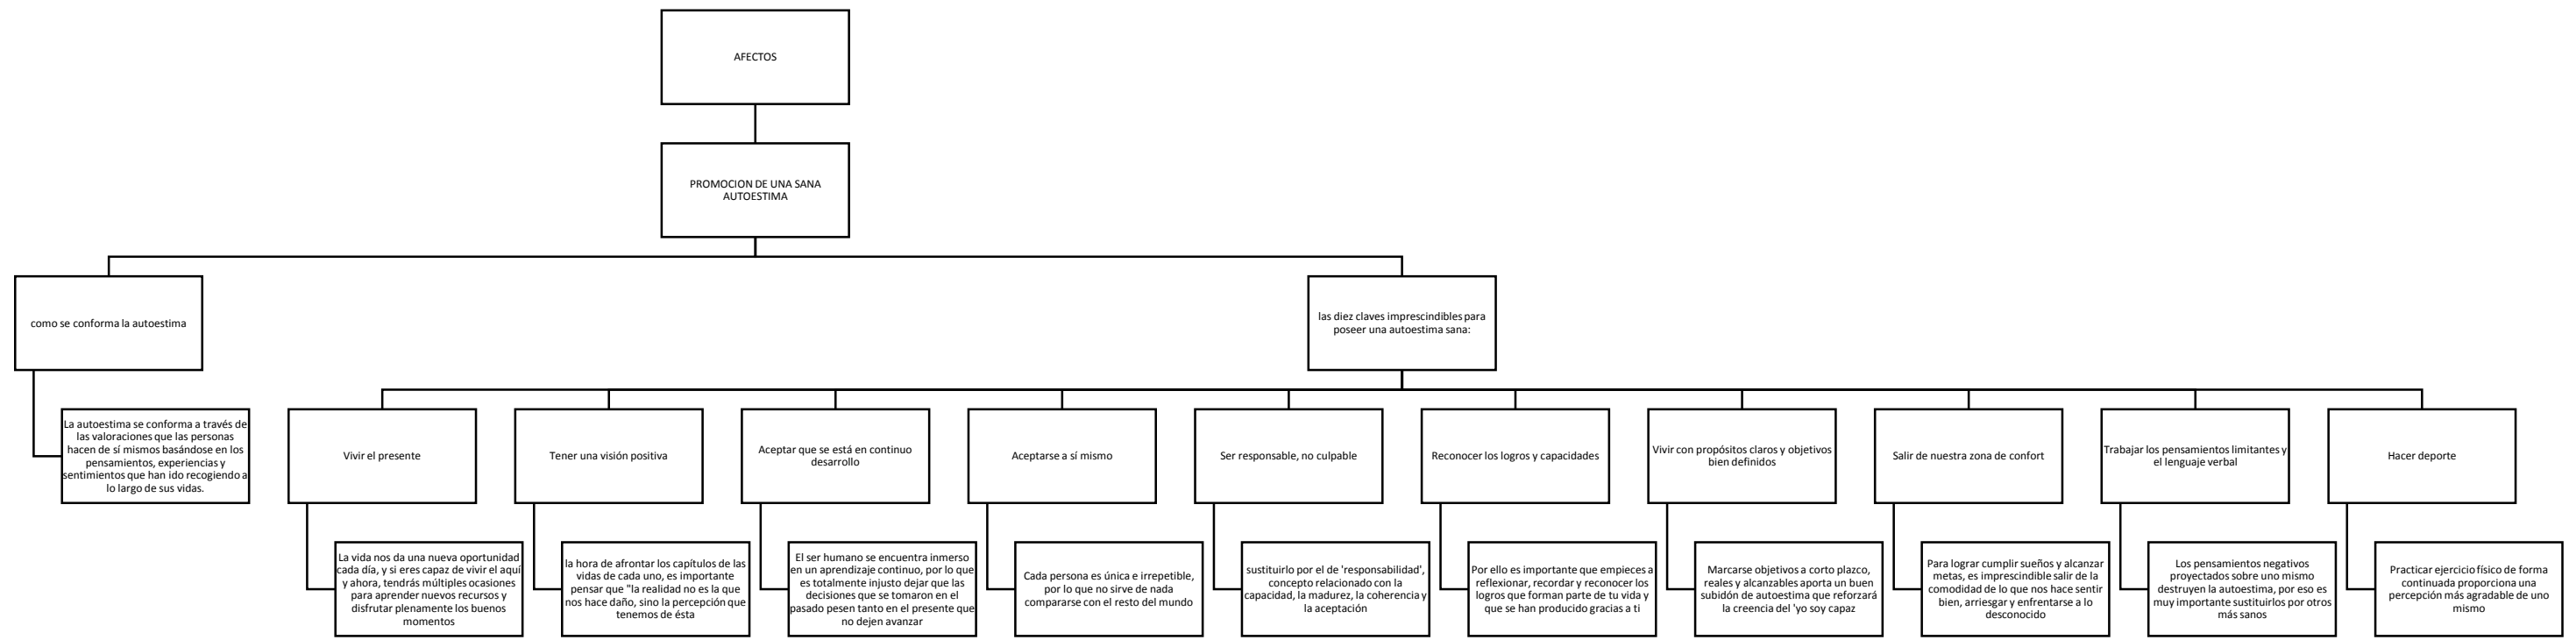 AFECTOS
PROMOCION DE UNA SANA
AUTOESTIMA
como se conforma la autoestima
las diez claves imprescindibles para
poseer una autoestima sana:
La autoestima se conforma a través de
las valoraciones que las personas
hacen de sí mismos basándose en los
pensamientos, experiencias y
sentimientos que han ido recogiendo a
lo largo de sus vidas.
Vivir el presente
Tener una visión positiva
Aceptar que se está en continuo
desarrollo
Aceptarse a sí mismo
Ser responsable, no culpable
Reconocer los logros y capacidades
Vivir con propósitos claros y objetivos
bien definidos
Salir de nuestra zona de confort
Trabajar los pensamientos limitantes y
el lenguaje verbal
Hacer deporte
La vida nos da una nueva oportunidad
cada día, y si eres capaz de vivir el aquí
y ahora, tendrás múltiples ocasiones
para aprender nuevos recursos y
disfrutar plenamente los buenos
momentos
la hora de afrontar los capítulos de las
vidas de cada uno, es importante
pensar que "la realidad no es la que
nos hace daño, sino la percepción que
tenemos de ésta
El ser humano se encuentra inmerso
en un aprendizaje continuo, por lo que
es totalmente injusto dejar que las
decisiones que se tomaron en el
pasado pesen tanto en el presente que
no dejen avanzar
Cada persona es única e irrepetible,
por lo que no sirve de nada
compararse con el resto del mundo
sustituirlo por el de 'responsabilidad',
concepto relacionado con la
capacidad, la madurez, la coherencia y
la aceptación
Por ello es importante que empieces a
reflexionar, recordar y reconocer los
logros que forman parte de tu vida y
que se han producido gracias a ti
Marcarse objetivos a corto plazco,
reales y alcanzables aporta un buen
subidón de autoestima que reforzará
la creencia del 'yo soy capaz
Para lograr cumplir sueños y alcanzar
metas, es imprescindible salir de la
comodidad de lo que nos hace sentir
bien, arriesgar y enfrentarse a lo
desconocido
Los pensamientos negativos
proyectados sobre uno mismo
destruyen la autoestima, por eso es
muy importante sustituirlos por otros
más sanos
Practicar ejercicio físico de forma
continuada proporciona una
percepción más agradable de uno
mismo